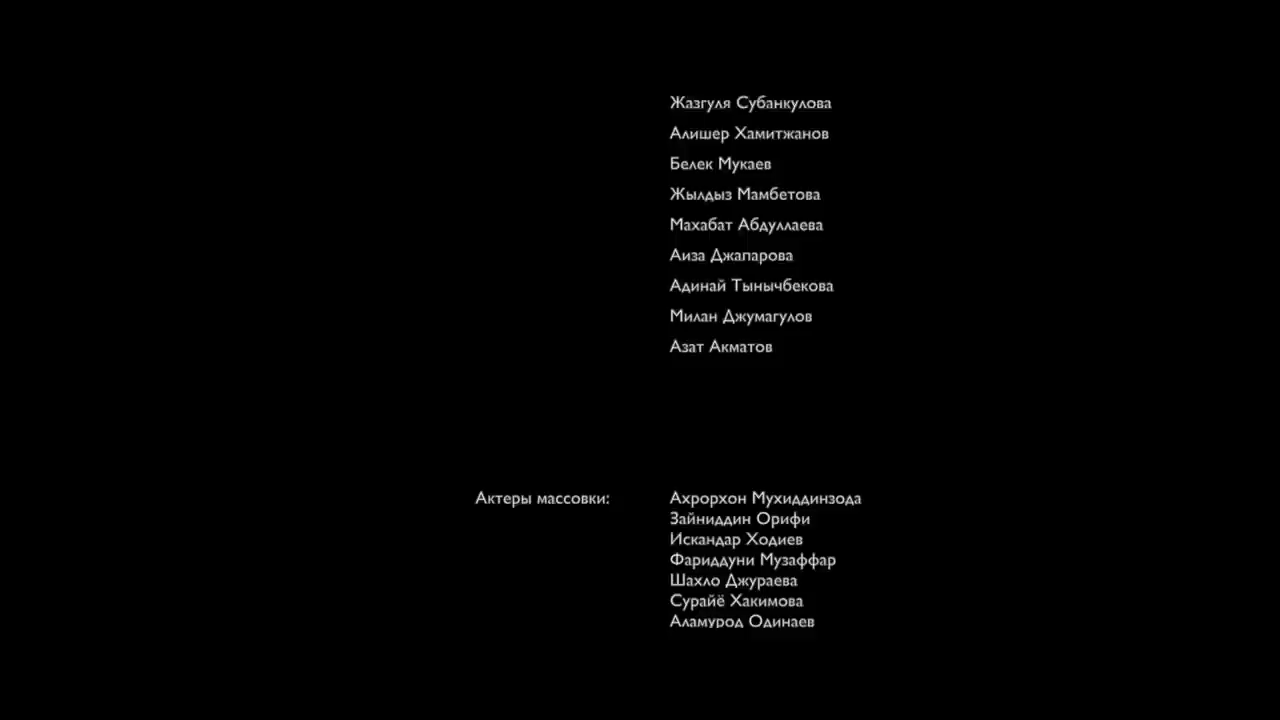 Жазгуля Субанкулова
Алишер Хамитжанов
Белек Мукаев
Жылдыз Мамбетова
Махабат Абдуллаева
Аиза Джапарова
Адинай Тынычбекова
Милан Джумагулов
Азат Акматов
Актеры массовки: Ахрорхон Мухиддинзода
Зайниддин Орифи
Искандар Ходиев
Фариддуни Музаффар
Шахло Джураева
Сурайё Хакимова
Аламурод Одинаев